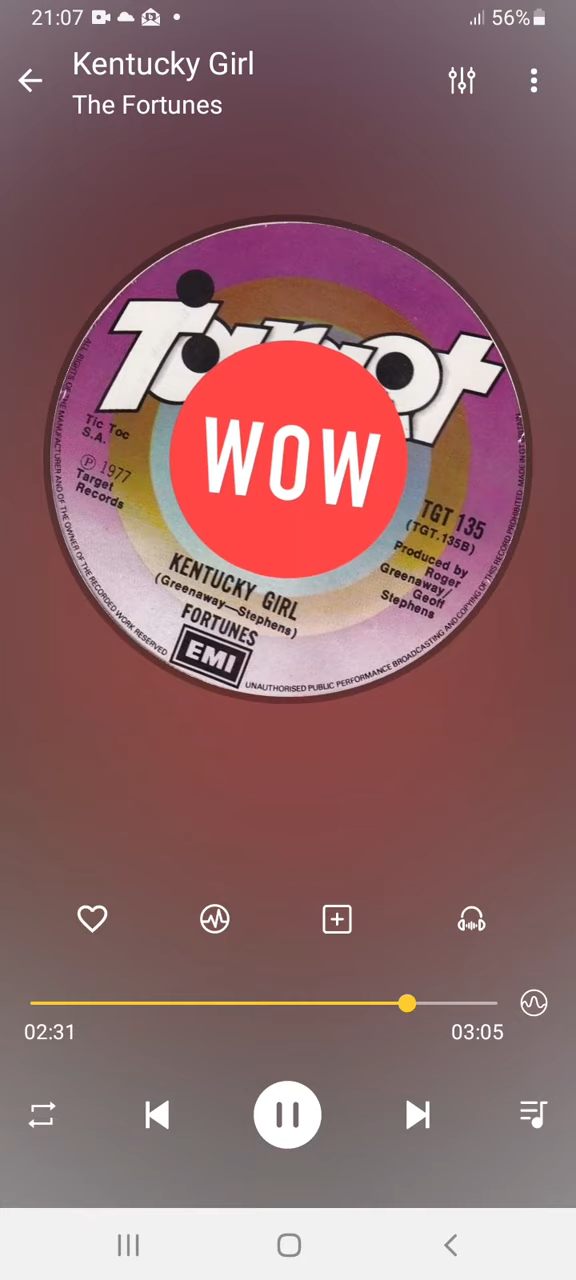 21:07
56%
Kentucky Girl
The Fortunes
Target
WOW
Tic Toc
S.A.
Ⓟ 1977
Target
Records
TGT 135
(TGT.135B)
Produced by
Roger
Greenaway/
Geoff
Stephens
KENTUCKY GIRL
(Greenaway—Stephens)
FORTUNES
EMI
ALL RIGHTS OF THE MANUFACTURER AND OF THE OWNER OF THE RECORDED WORK RESERVED
UNAUTHORISED PUBLIC PERFORMANCE BROADCASTING AND COPYING OF THIS RECORD PROHIBITED. MADE IN GT.
02:31
03:05